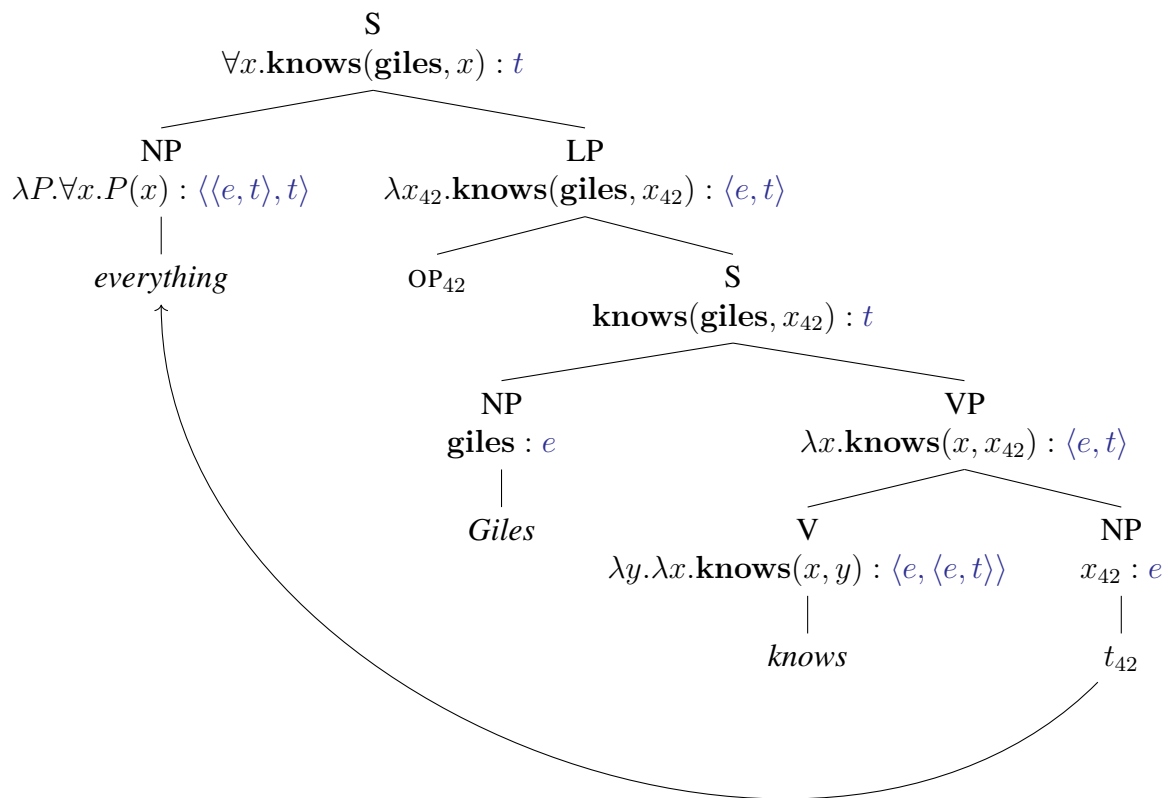 S
∀x.knows(giles, x) : t
NP LP
λP.∀x.P(x) : ⟨⟨e, t⟩, t⟩ λx₄₂.knows(giles, x₄₂) : ⟨e, t⟩
everything OP₄₂ S
knows(giles, x₄₂) : t
NP VP
giles : e λx.knows(x, x₄₂) : ⟨e, t⟩
Giles V NP
λy.λx.knows(x, y) : ⟨e, ⟨e, t⟩⟩ x₄₂ : e
knows t₄₂